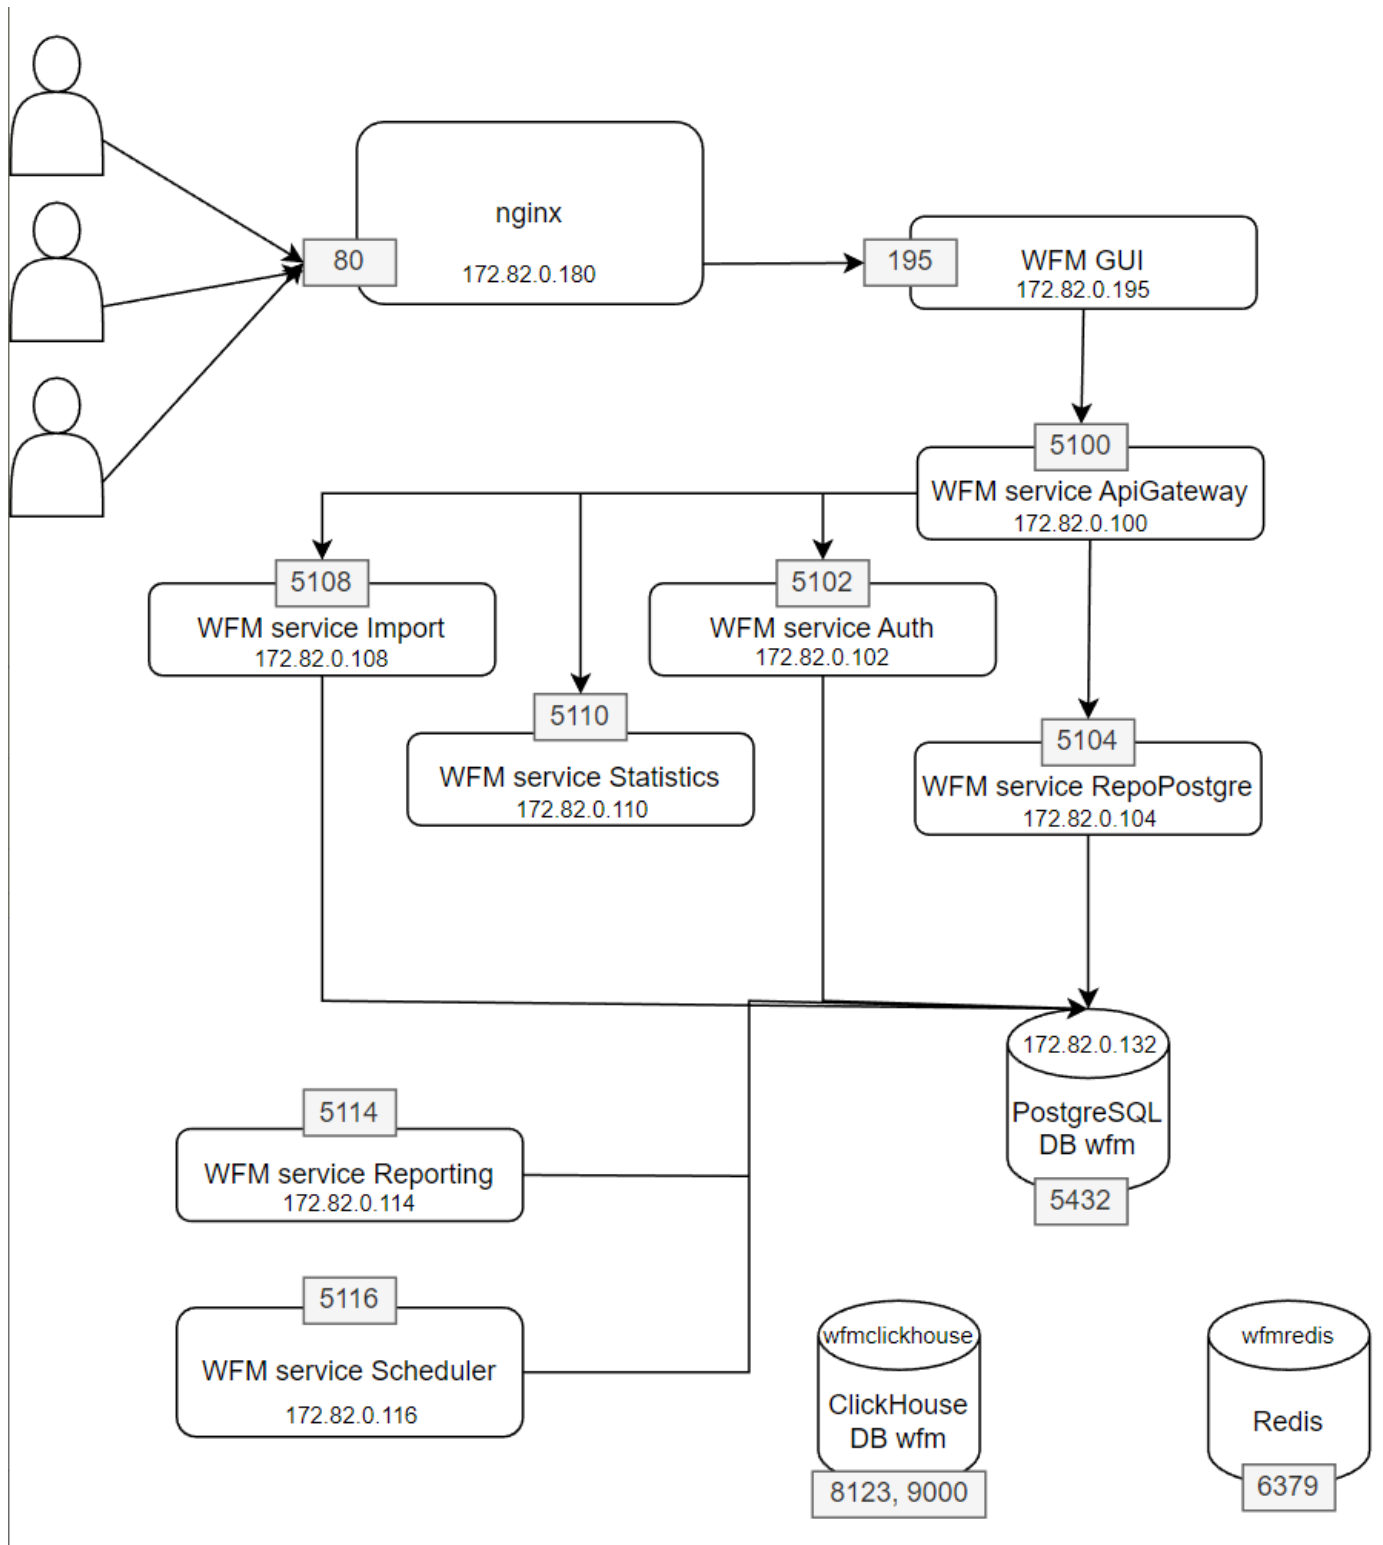 nginx
80
172.82.0.180
195
WFM GUI
172.82.0.195
5100
WFM service ApiGateway
172.82.0.100
5108
WFM service Import
172.82.0.108
5102
WFM service Auth
172.82.0.102
5110
WFM service Statistics
172.82.0.110
5104
WFM service RepoPostgre
172.82.0.104
172.82.0.132
PostgreSQL
DB wfm
5432
5114
WFM service Reporting
172.82.0.114
5116
WFM service Scheduler
172.82.0.116
wfmclickhouse
ClickHouse
DB wfm
8123, 9000
wfmredis
Redis
6379